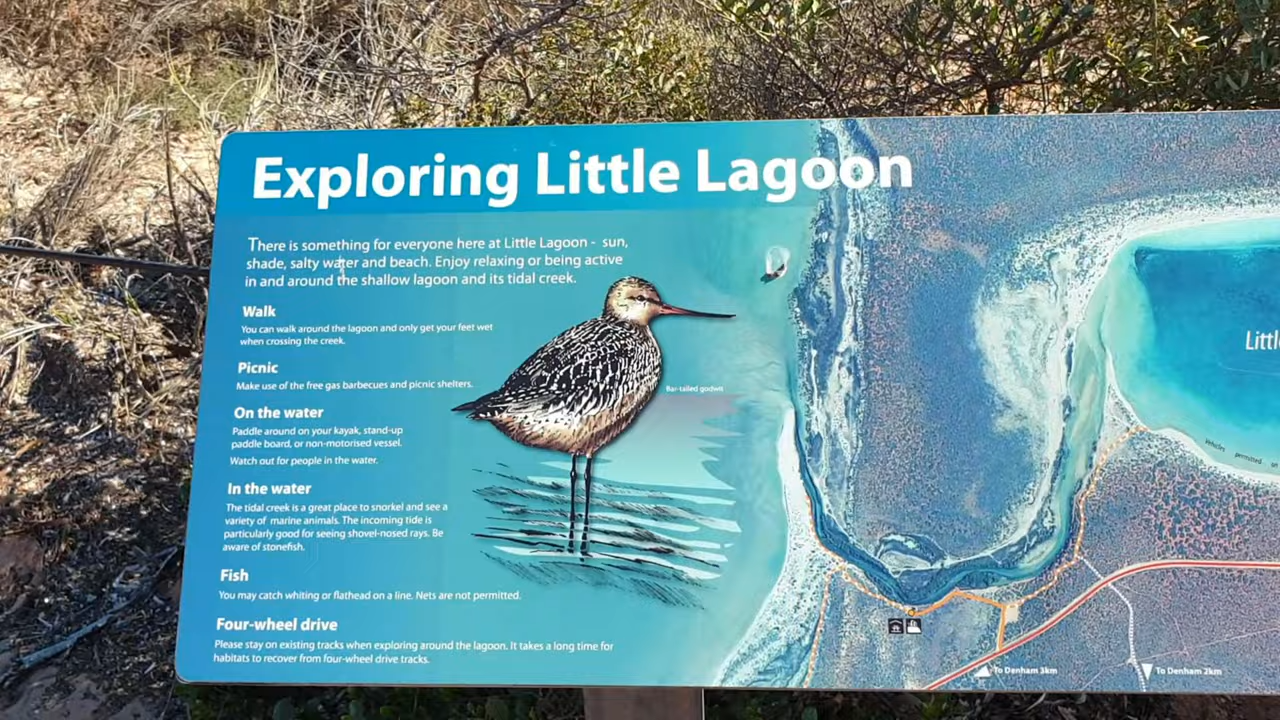 Exploring Little Lagoon
There is something for everyone here at Little Lagoon - sun,
shade, salty water and beach. Enjoy relaxing or being active
in and around the shallow lagoon and its tidal creek.
Walk
You can walk around the lagoon and only get your feet wet
when crossing the creek.
Picnic
Make use of the free gas barbecues and picnic shelters.
On the water
Paddle around on your kayak, stand-up
paddle board, or non-motorised vessel.
Watch out for people in the water.
In the water
The tidal creek is a great place to snorkel and see a
variety of marine animals. The incoming tide is
particularly good for seeing shovel-nosed rays. Be
aware of stonefish.
Fish
You may catch whiting or flathead on a line. Nets are not permitted.
Four-wheel drive
Please stay on existing tracks when exploring around the lagoon. It takes a long time for
habitats to recover from four-wheel drive tracks.
Bar-tailed godwit
Vehicles permitted
To Denham 3km
To Denham 2km